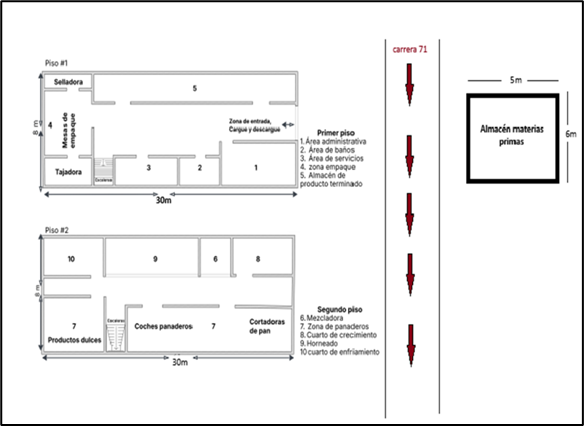 Piso #1
Selladora
5
4
Mesas de
empaque
8 m
Zona de entrada,
Cargue y descargue
Tajadora
Escaleras
3
2
1
30m
Primer piso
1. Área administrativa
2. Área de baños
3. Área de servicios
4. zona empaque
5. Almacén de
producto terminado
Piso #2
10
9
6
8
8 m
7
Productos dulces
Escaleras
Coches panaderos
7
Cortadoras
de pan
30m
Segundo piso
6. Mezcladora
7. Zona de panaderos
8. Cuarto de crecimiento
9. Horneado
10 cuarto de enfriamiento
carrera 71
5m
Almacén materias
primas
6m